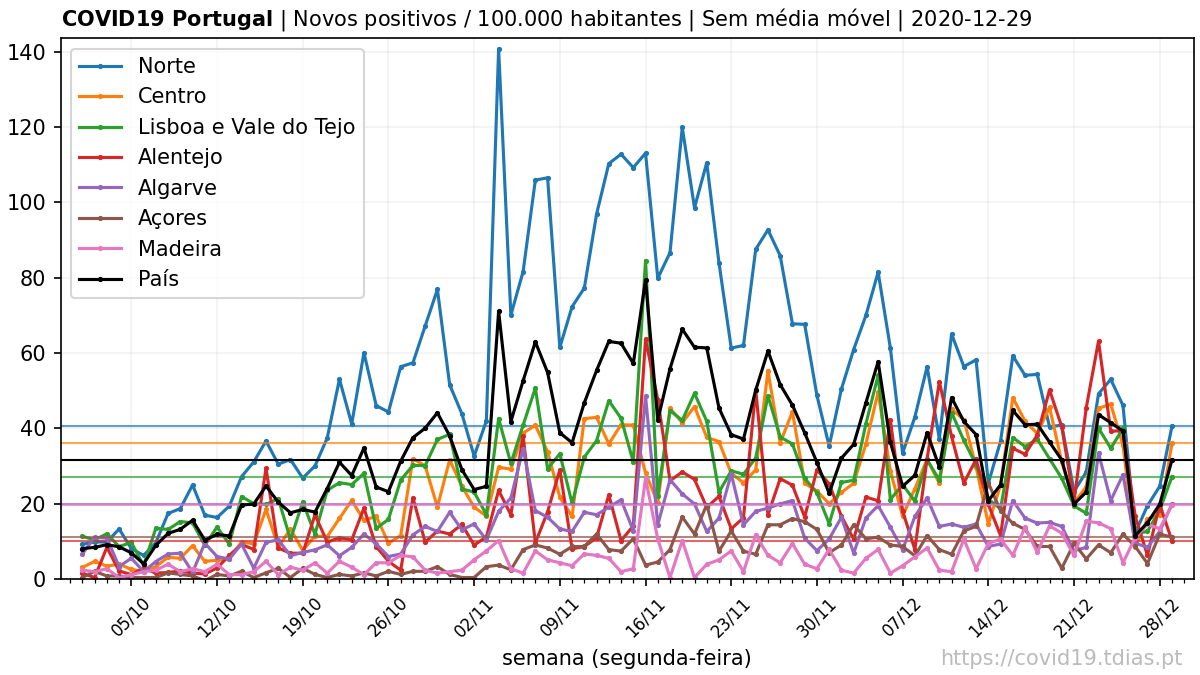 COVID19 Portugal | Novos positivos / 100.000 habitantes | Sem média móvel | 2020-12-29
140
120
100
80
60
40
20
0
Norte
Centro
Lisboa e Vale do Tejo
Alentejo
Algarve
Açores
Madeira
País
05/10 12/10 19/10 26/10 02/11 09/11 16/11 23/11 30/11 07/12 14/12 21/12 28/12
semana (segunda-feira)
https://covid19.tdias.pt